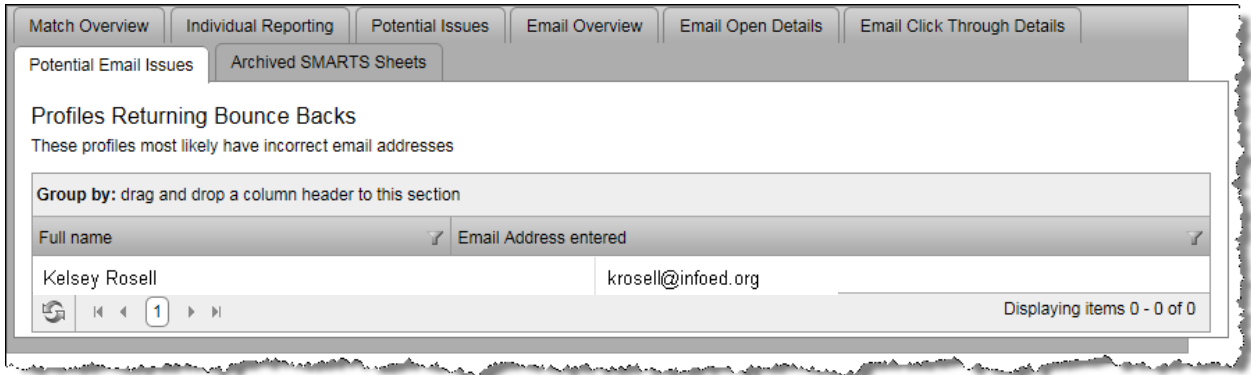 Match Overview Individual Reporting Potential Issues Email Overview Email Open Details Email Click Through Details
Potential Email Issues Archived SMARTS Sheets
Profiles Returning Bounce Backs
These profiles most likely have incorrect email addresses
Group by: drag and drop a column header to this section
Full name Email Address entered
Kelsey Rosell krosell@infoed.org
1 Displaying items 0 - 0 of 0